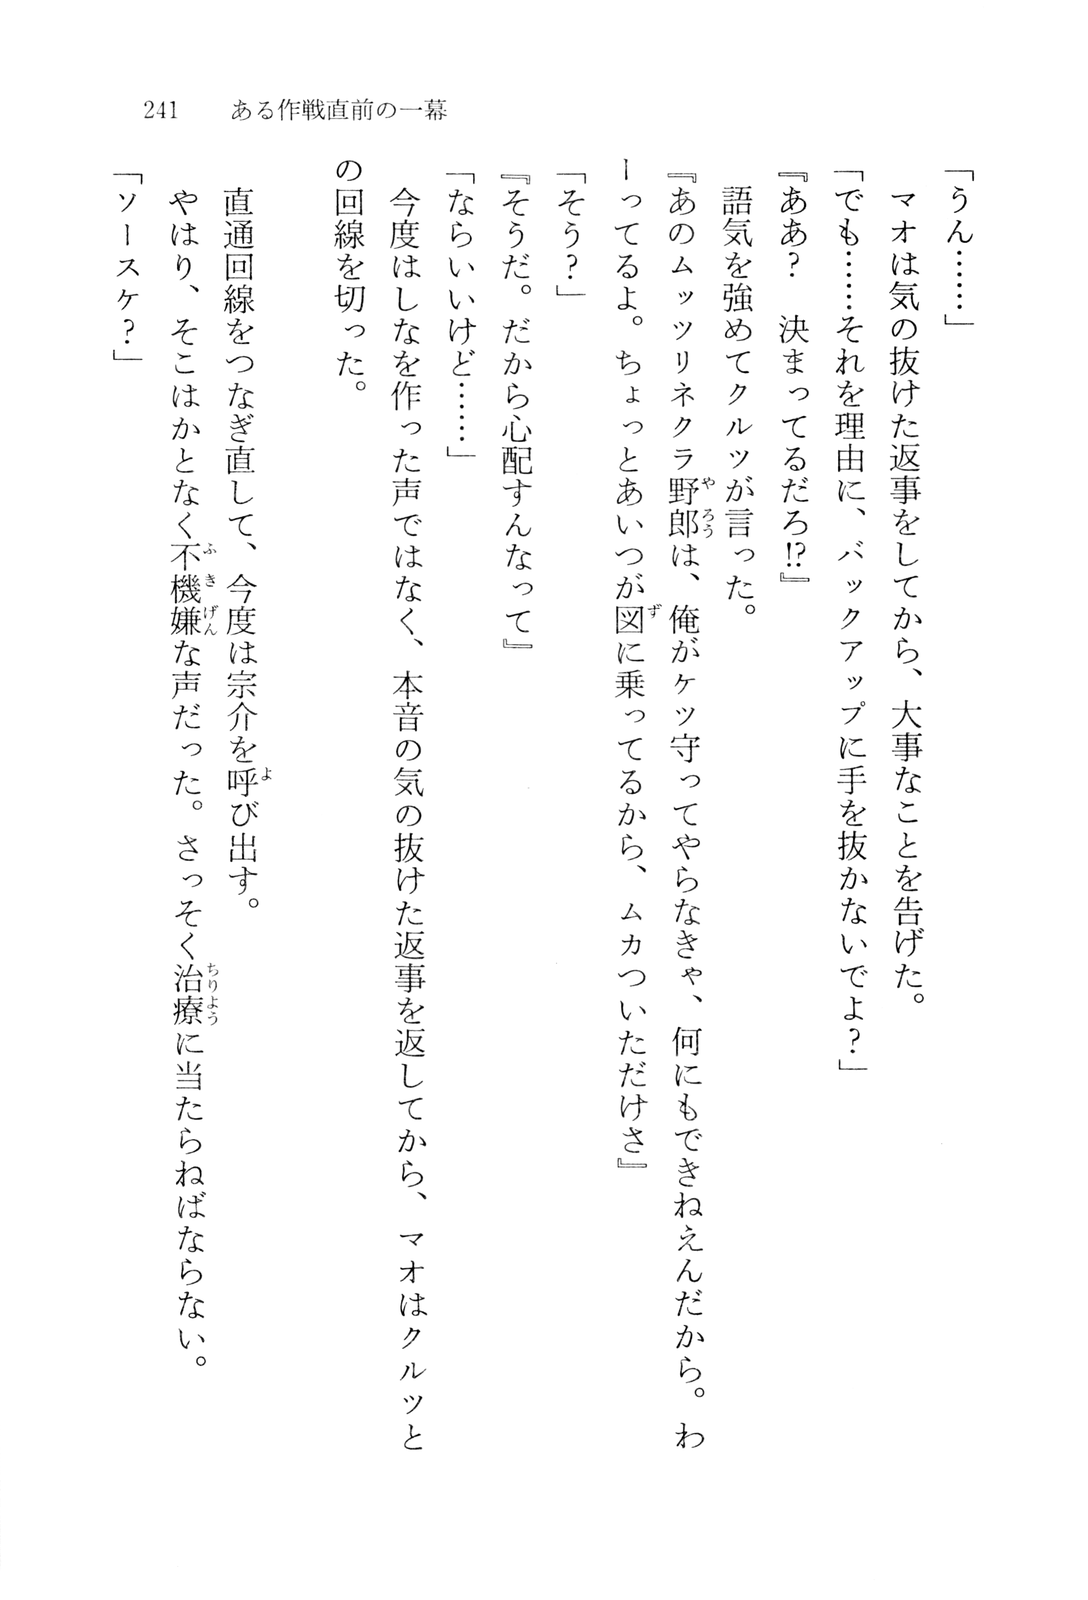 241　ある作戦直前の一幕
「うん……」
　マオは気の抜けた返事をしてから、大事なことを告げた。
「でも……それを理由に、バックアップに手を抜かないでよ？」
『ああ？　決まってるだろ!?』
　語気を強めてクルツが言った。
『あのムッツリネクラ野郎は、俺がケツ守ってやらなきゃ、何にもできねえんだから。わ
ーってるよ。ちょっとあいつが図に乗ってるから、ムカついただけさ』
「そう？」
『そうだ。だから心配すんなって』
「ならいいけど……」
　今度はしなを作った声ではなく、本音の気の抜けた返事を返してから、マオはクルツと
の回線を切った。
　直通回線をつなぎ直して、今度は宗介を呼び出す。
　やはり、そこはかとなく不機嫌な声だった。さっそく治療に当たらねばならない。
「ソースケ？」